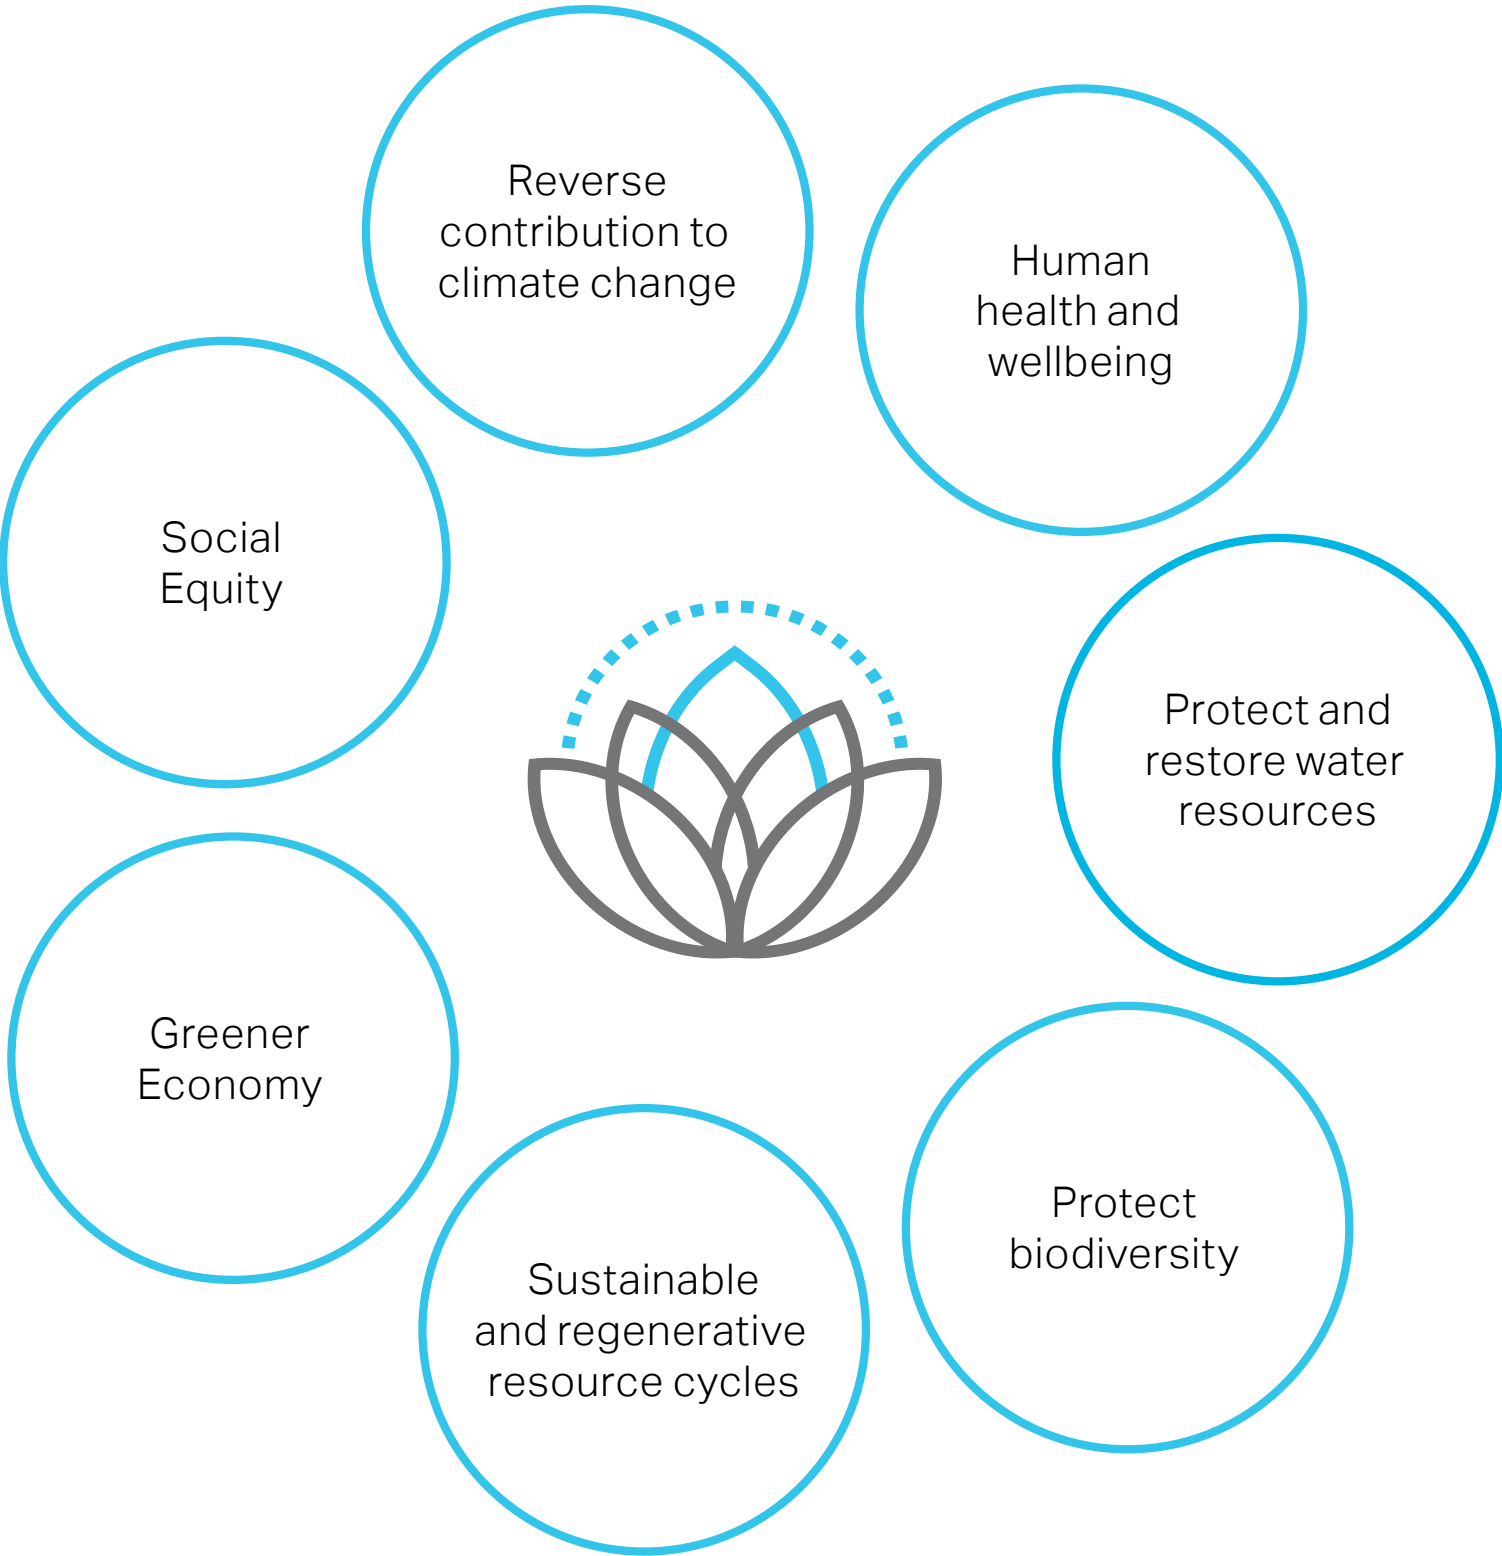 Reverse
contribution to
climate change
Human
health and
wellbeing
Protect and
restore water
resources
Protect
biodiversity
Sustainable
and regenerative
resource cycles
Greener
Economy
Social
Equity